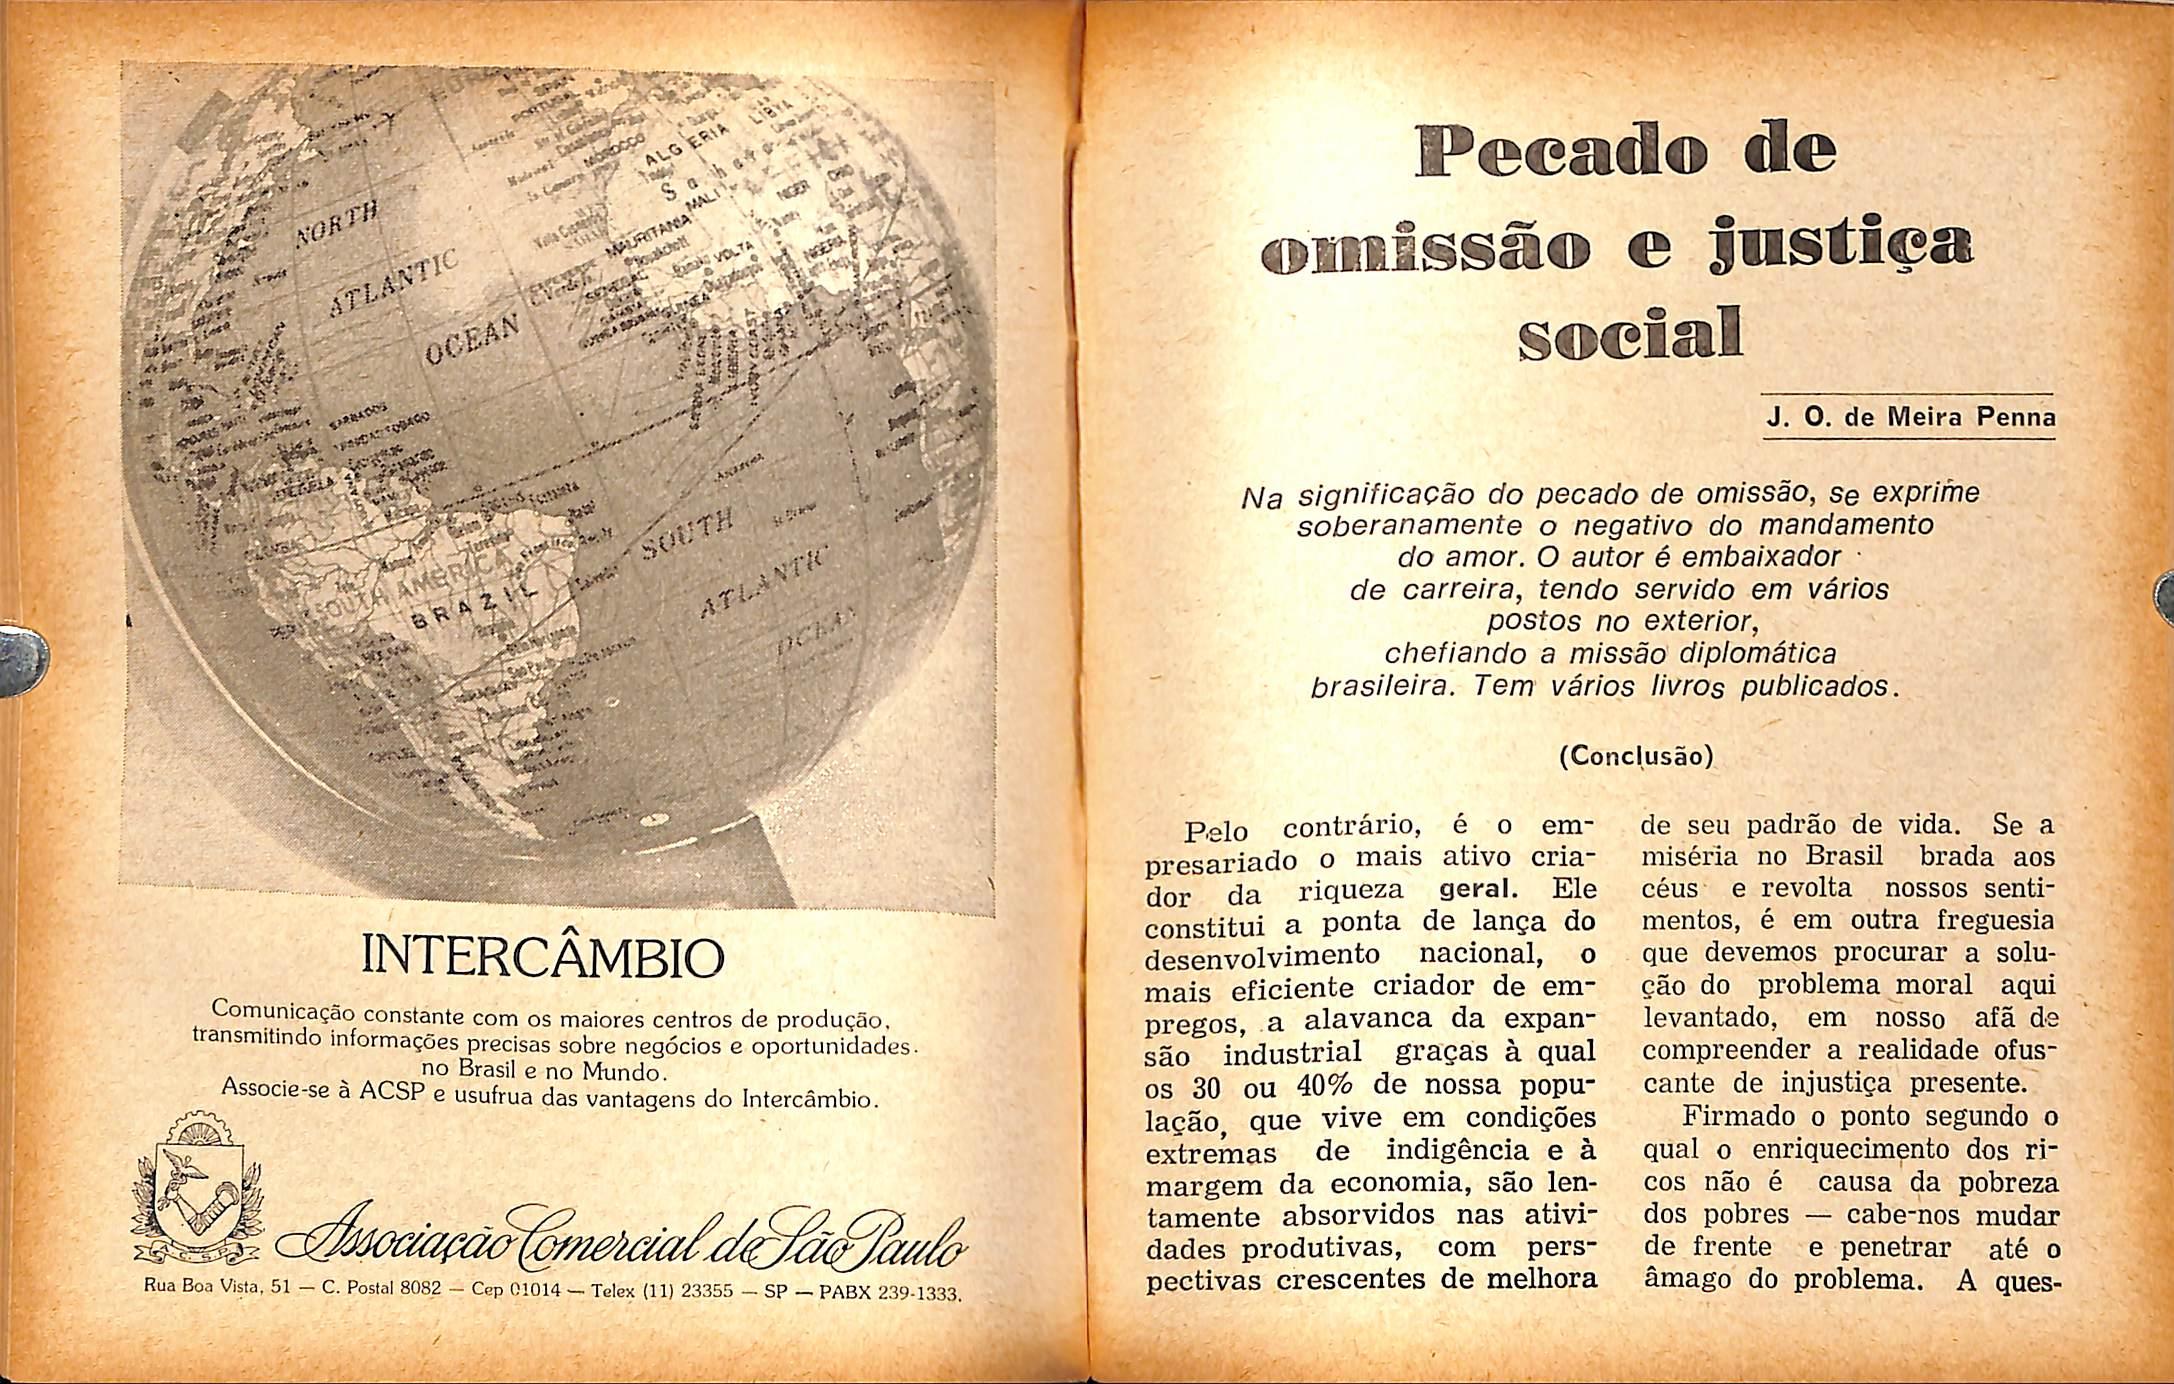 NORTH
ATLANTIC
OCEAN
ALGERIA
LIBYA
MOROCCO
PORTUGAL
SPAIN
Sahara
MAURITANIA
MALI
NIGER
NIGERIA
VOLTA
SENEGAL
BARBADOS
SOUTH AMERICA
BRAZIL
SOUTH
ATLANTIC
OCEAN
INTERCÂMBIO
Comunicação constante com os maiores centros de produção,
transmitindo informações precisas sobre negócios e oportunidades.
no Brasil e no Mundo.
Associe-se à ACSP e usufrua das vantagens do Intercâmbio.
A.C.S.P.
Associação Comercial de São Paulo
Rua Boa Vista, 51 — C. Postal 8082 — Cep 01014 — Telex (11) 23355 — SP — PABX 239-1333.
Pecado de
omissão e justiça
social
J. O. de Meira Penna
Na significação do pecado de omissão, se exprime
soberanamente o negativo do mandamento
do amor. O autor é embaixador
de carreira, tendo servido em vários
postos no exterior,
chefiando a missão diplomática
brasileira. Tem vários livros publicados.
(Conclusão)
Pelo contrário, é o em-
presariado o mais ativo cria-
dor da riqueza geral. Ele
constitui a ponta de lança do
desenvolvimento nacional, o
mais eficiente criador de em-
pregos, a alavanca da expan-
são industrial graças à qual
os 30 ou 40% de nossa popu-
lação, que vive em condições
extremas de indigência e à
margem da economia, são len-
tamente absorvidos nas ativi-
dades produtivas, com pers-
pectivas crescentes de melhora
de seu padrão de vida. Se a
miséria no Brasil brada aos
céus e revolta nossos senti-
mentos, é em outra freguesia
que devemos procurar a solu-
ção do problema moral aqui
levantado, em nosso afã de
compreender a realidade ofus-
cante de injustiça presente.
Firmado o ponto segundo o
qual o enriquecimento dos ri-
cos não é causa da pobreza
dos pobres — cabe-nos mudar
de frente e penetrar até o
âmago do problema. A ques-